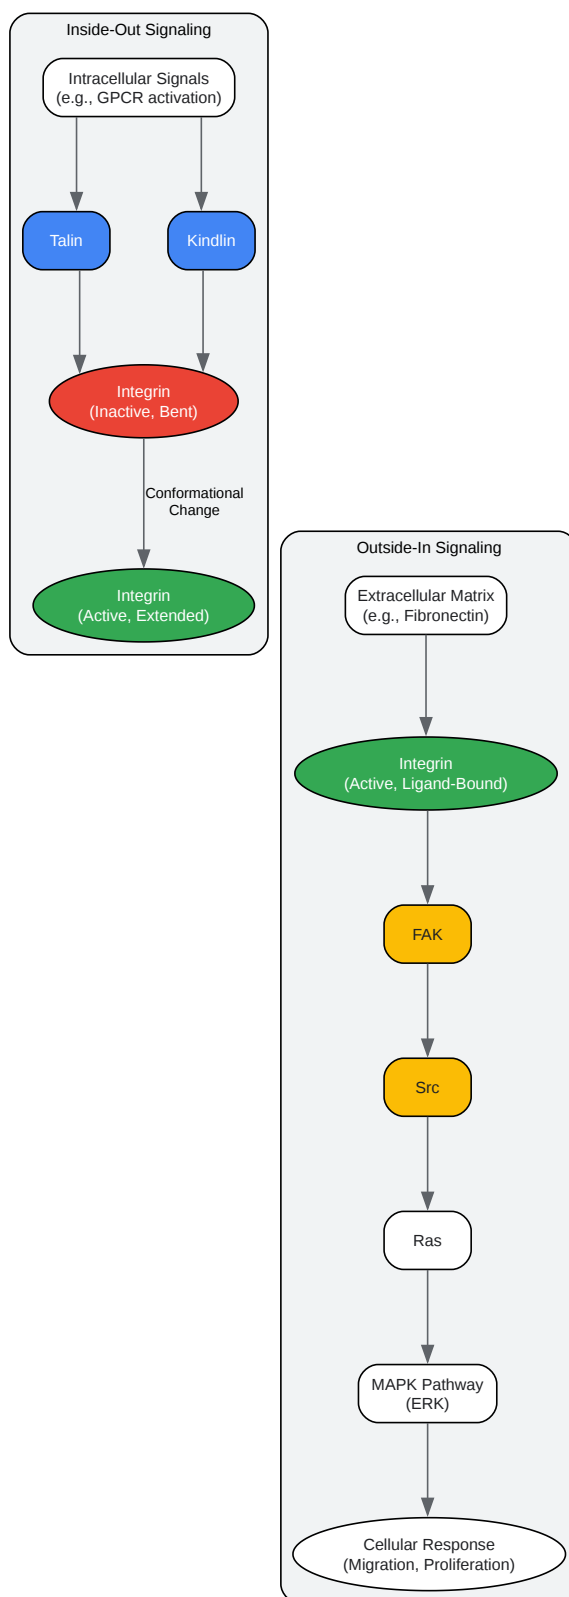 Inside-Out Signaling
Intracellular Signals
(e.g., GPCR activation)
Talin
Kindlin
Integrin
(Inactive, Bent)
Conformational
Change
Integrin
(Active, Extended)
Outside-In Signaling
Extracellular Matrix
(e.g., Fibronectin)
Integrin
(Active, Ligand-Bound)
FAK
Src
Ras
MAPK Pathway
(ERK)
Cellular Response
(Migration, Proliferation)